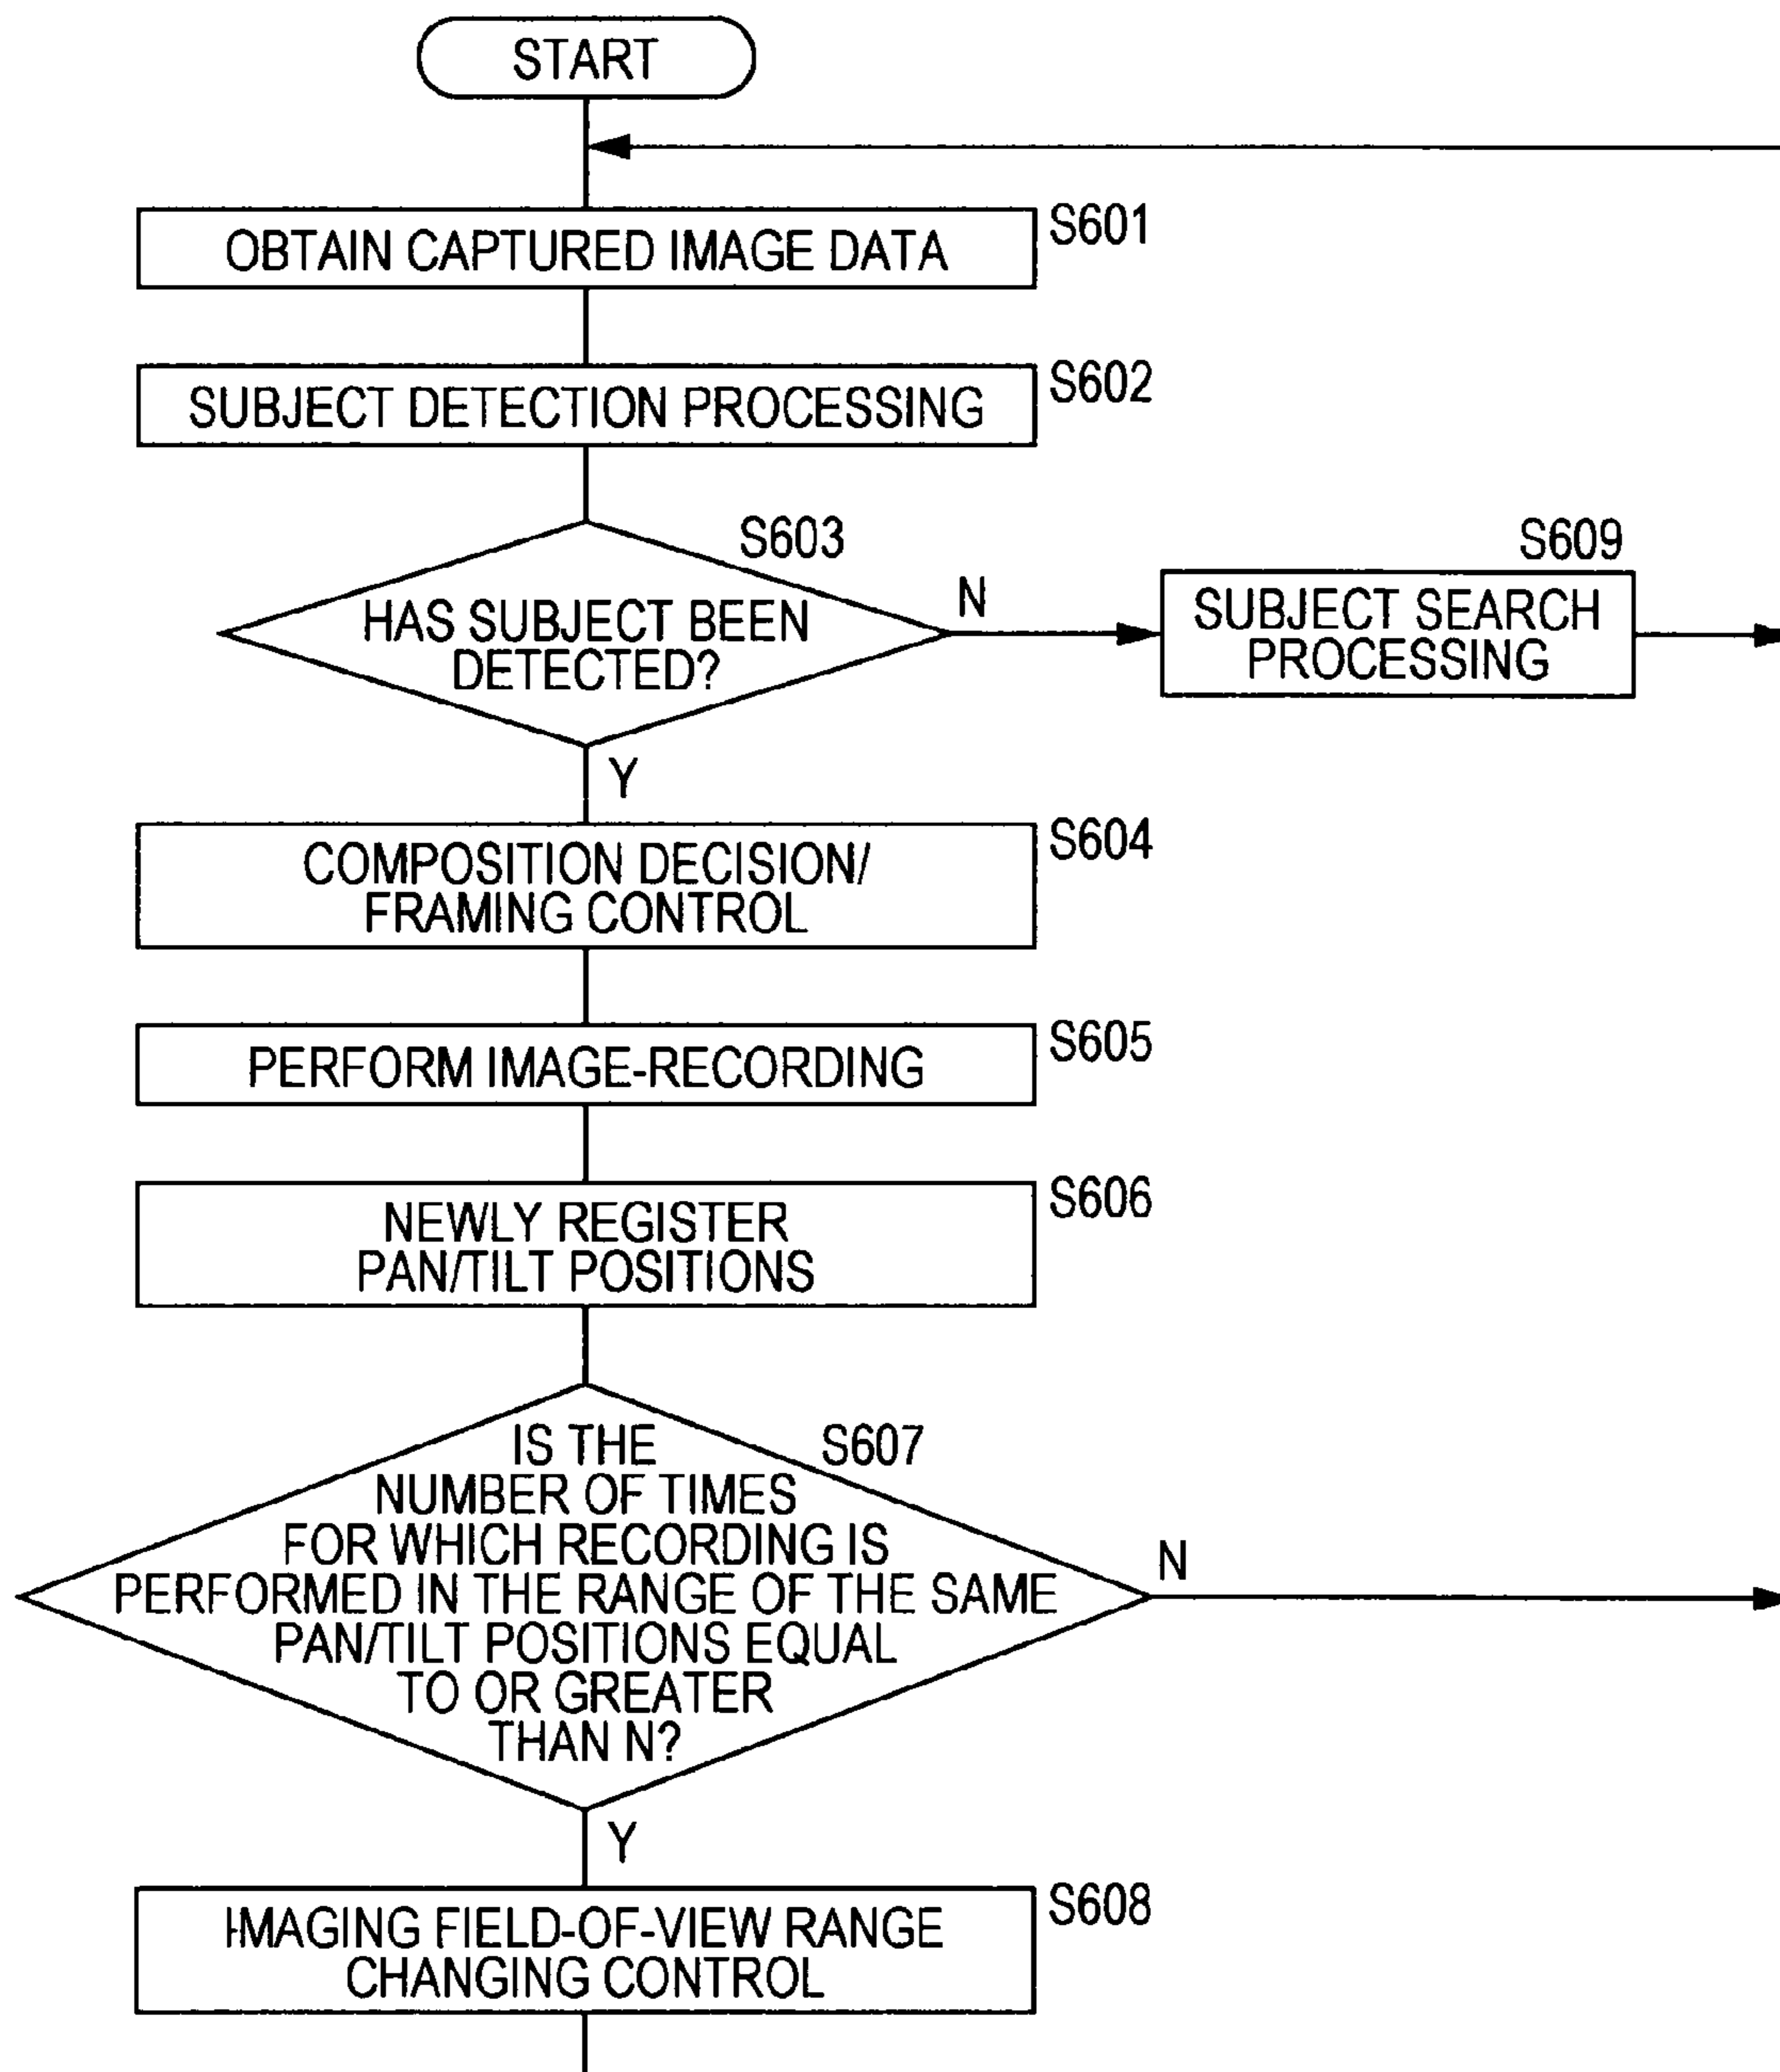 START
OBTAIN CAPTURED IMAGE DATA
S601
SUBJECT DETECTION PROCESSING
S602
S603
HAS SUBJECT BEEN
DETECTED?
N
S609
SUBJECT SEARCH
PROCESSING
Y
COMPOSITION DECISION/
FRAMING CONTROL
S604
PERFORM IMAGE-RECORDING
S605
NEWLY REGISTER
PAN/TILT POSITIONS
S606
S607
IS THE
NUMBER OF TIMES
FOR WHICH RECORDING IS
PERFORMED IN THE RANGE OF THE SAME
PAN/TILT POSITIONS EQUAL
TO OR GREATER
THAN N?
N
Y
IMAGING FIELD-OF-VIEW RANGE
CHANGING CONTROL
S608